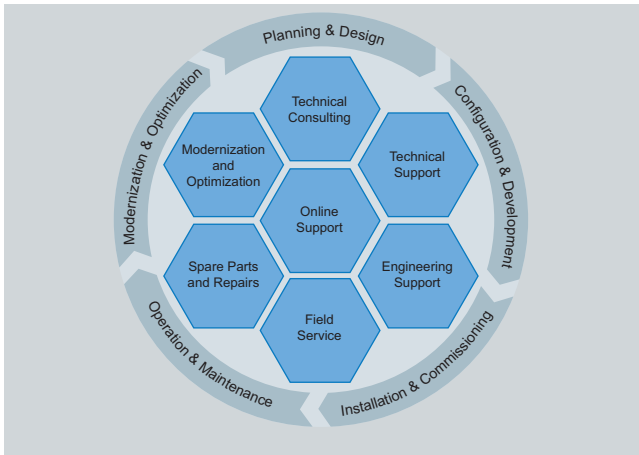 Planning & Design
Configuration & Development
Installation & Commissioning
Operation & Maintenance
Modernization & Optimization
Technical
Consulting
Modernization
and
Optimization
Technical
Support
Online
Support
Spare Parts
and Repairs
Engineering
Support
Field
Service